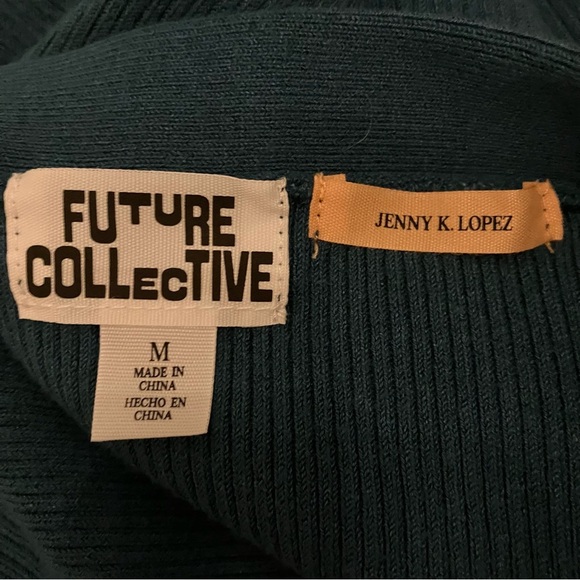 FUTURE
COLLECTIVE
M
MADE IN
CHINA
HECHO EN
CHINA
JENNY K. LOPEZ